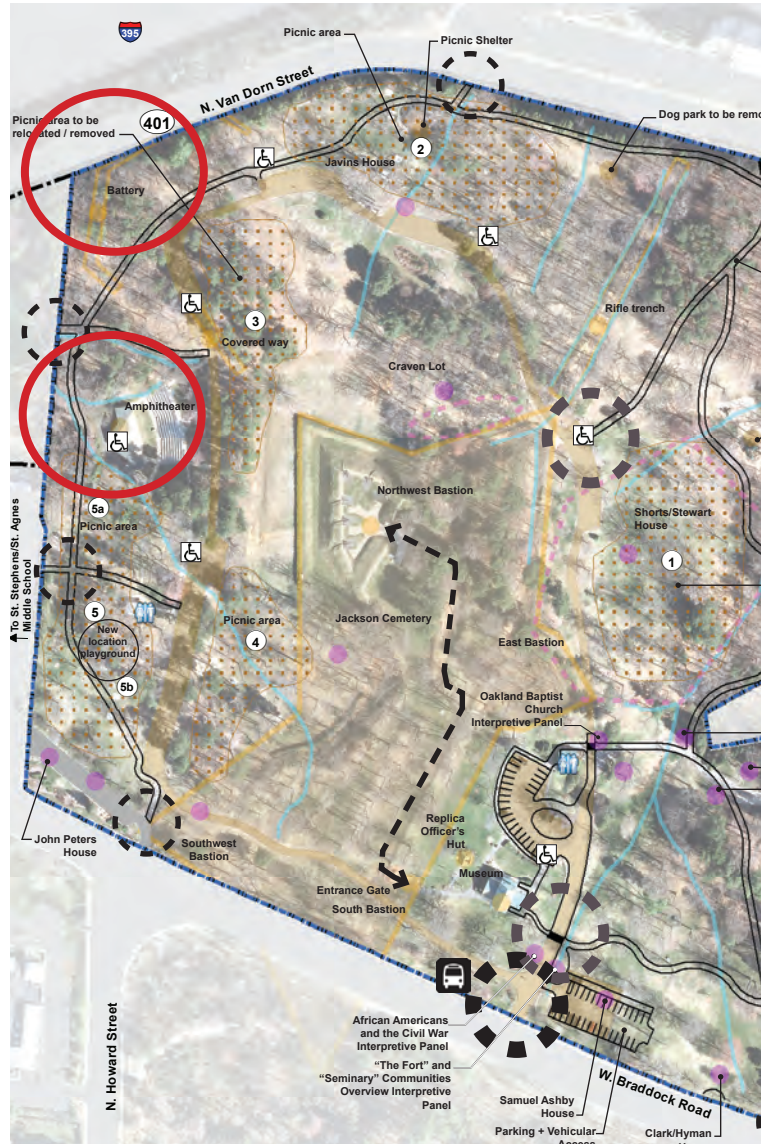 395
Picnic area
Picnic Shelter
N. Van Dorn Street
Picnic area to be
relocated / removed
401
Dog park to be remo
2
Javins House
Battery
Rifle trench
3
Covered way
Craven Lot
Amphitheater
Northwest Bastion
5a
Picnic area
Shorts/Stewart
House
1
To St. Stephens/St. Agnes
Middle School
5
New
location
playground
5b
Picnic area
4
Jackson Cemetery
East Bastion
Oakland Baptist
Church
Interpretive Panel
John Peters
House
Southwest
Bastion
Replica
Officer's
Hut
Museum
Entrance Gate
South Bastion
N. Howard Street
African Americans
and the Civil War
Interpretive Panel
“The Fort” and
“Seminary” Communities
Overview Interpretive
Panel
W. Braddock Road
Samuel Ashby
House
Parking + Vehicular
Clark/Hyman